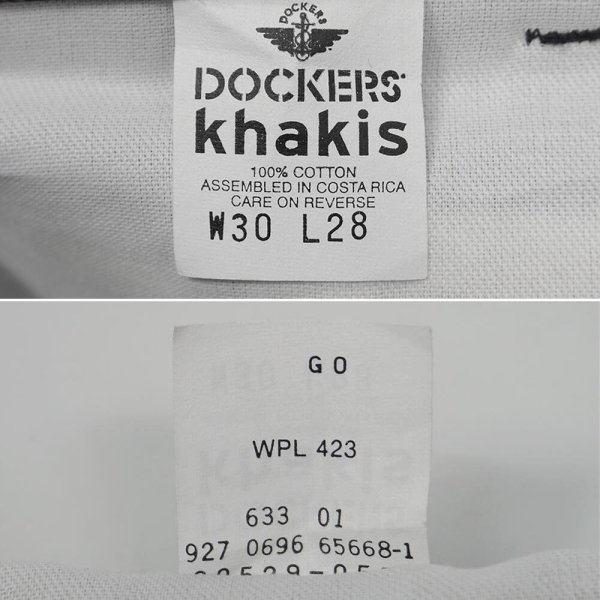 DOCKERS
DOCKERS
khakis
100% COTTON
ASSEMBLED IN COSTA RICA
CARE ON REVERSE
W30 L28
GO
WPL 423
633 01
927 0696 65668-1